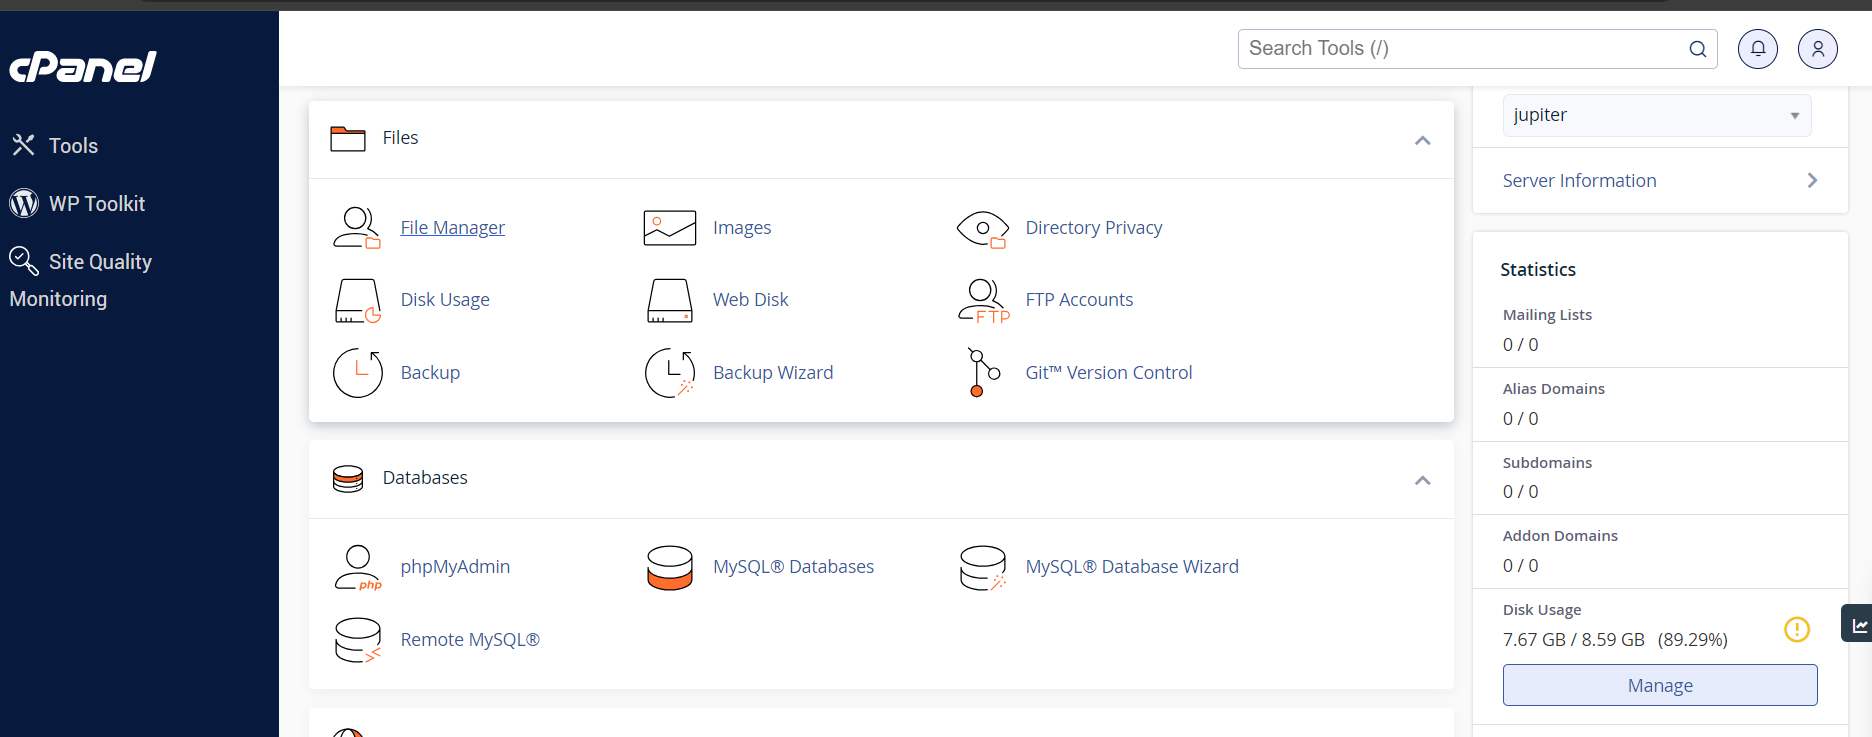 cPanel
Tools
WP Toolkit
Site Quality
Monitoring
Search Tools (/)
Files
File Manager
Images
Directory Privacy
Disk Usage
Web Disk
FTP Accounts
FTP
Backup
Backup Wizard
Git™ Version Control
Databases
phpMyAdmin
php
MySQL® Databases
MySQL® Database Wizard
Remote MySQL®
jupiter
Server Information
Statistics
Mailing Lists
0 / 0
Alias Domains
0 / 0
Subdomains
0 / 0
Addon Domains
0 / 0
Disk Usage
7.67 GB / 8.59 GB (89.29%)
Manage